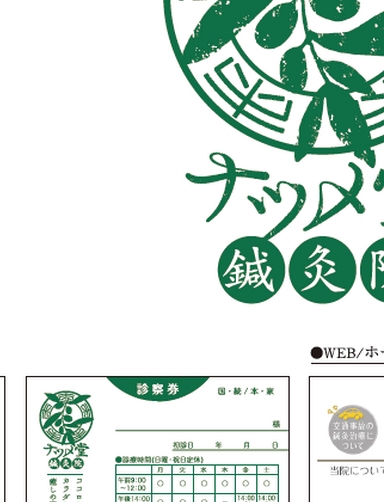 ナツメ
鍼灸院
●WEB/ホー
診察券
国・続/本・家
様
初診日 年 月 日
●診療時間(日曜・祝日定休)
月 火 水 木 金 土
午前9:00
~12:00
○ ○ ○ ○ ○ ○
午後14:00
14:00 14:00
ナツメ堂
鍼灸院
ココロ
カラダ
癒しの
交通事故の
鍼灸治療に
ついて
当院につい